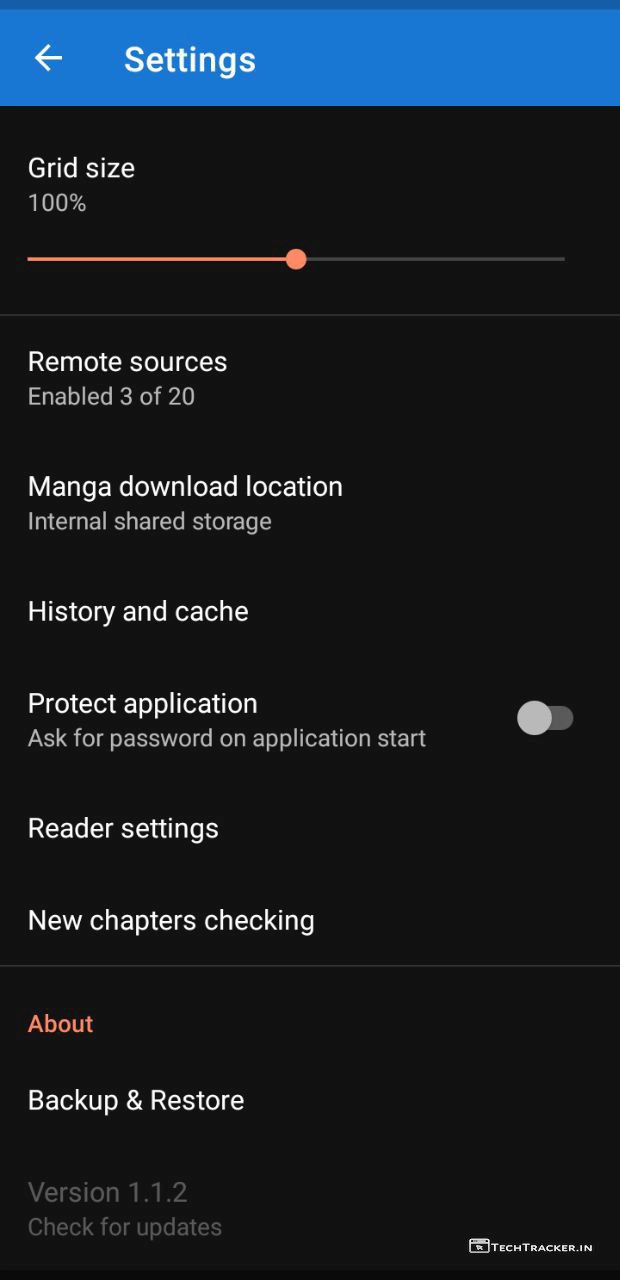 Settings
Grid size
100%
Remote sources
Enabled 3 of 20
Manga download location
Internal shared storage
History and cache
Protect application
Ask for password on application start
Reader settings
New chapters checking
About
Backup & Restore
Version 1.1.2
Check for updates
TECHTRACKER.IN